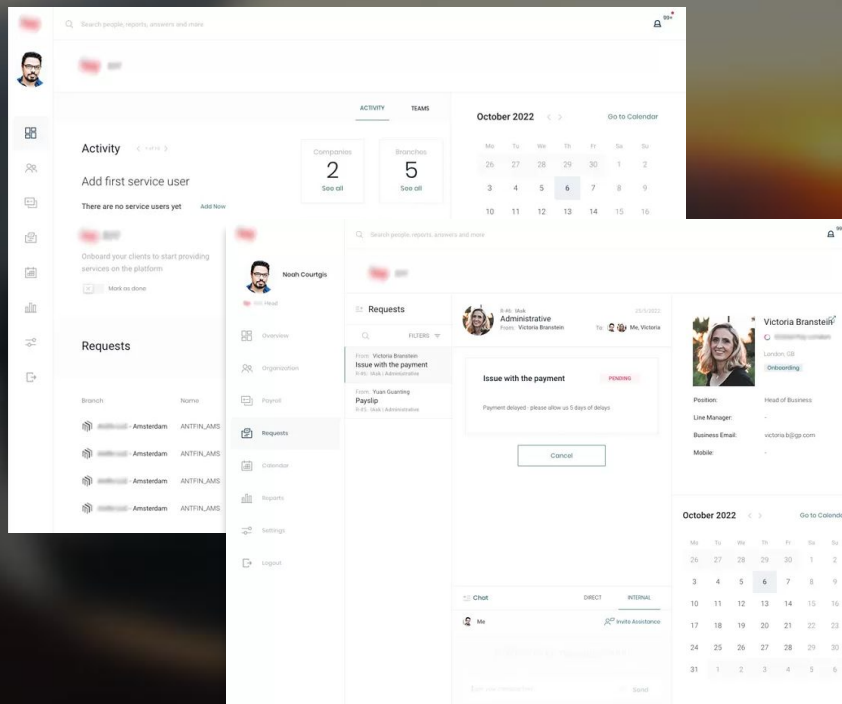 Search people, reports, answers and more
99+
ACTIVITY
TEAMS
Activity
Add first service user
There are no service users yet
Add Now
Onboard your clients to start providing
services on the platform
Mark as done
Companies
2
See all
Branches
5
See all
October 2022
Go to Calendar
Mo Tu We Th Fr Sa Su
26 27 28 29 30 1 2
3 4 5 6 7 8 9
10 11 12 13 14 15 16
Requests
Branch
Name
- Amsterdam ANTFIN_AMS
- Amsterdam ANTFIN_AMS
- Amsterdam ANTFIN_AMS
- Amsterdam ANTFIN_AMS
Search people, reports, answers and more
Noah Courtgis
Head
Overview
Organization
Payroll
Requests
Calendar
Reports
Settings
Logout
Requests
FILTERS
From: Victoria Branstein
Issue with the payment
From: Yuan Guanting
Payslip
Administrative
From: Victoria Branstein
To
Me, Victoria
Issue with the payment
PENDING
Payment delayed - please allow us 5 days of delays
Cancel
Chat
DIRECT
INTERNAL
Me
Invite Assistance
Send
Victoria Branstein
London, GB
Onboarding
Position: Head of Business
Line Manager: -
Business Email: victoria.b@gp.com
Mobile: -
October 2022
Go to Calendar
Mo Tu We Th Fr Sa Su
26 27 28 29 30 1 2
3 4 5 6 7 8 9
10 11 12 13 14 15 16
17 18 19 20 21 22 23
24 25 26 27 28 29 30
31 1 2 3 4 5 6